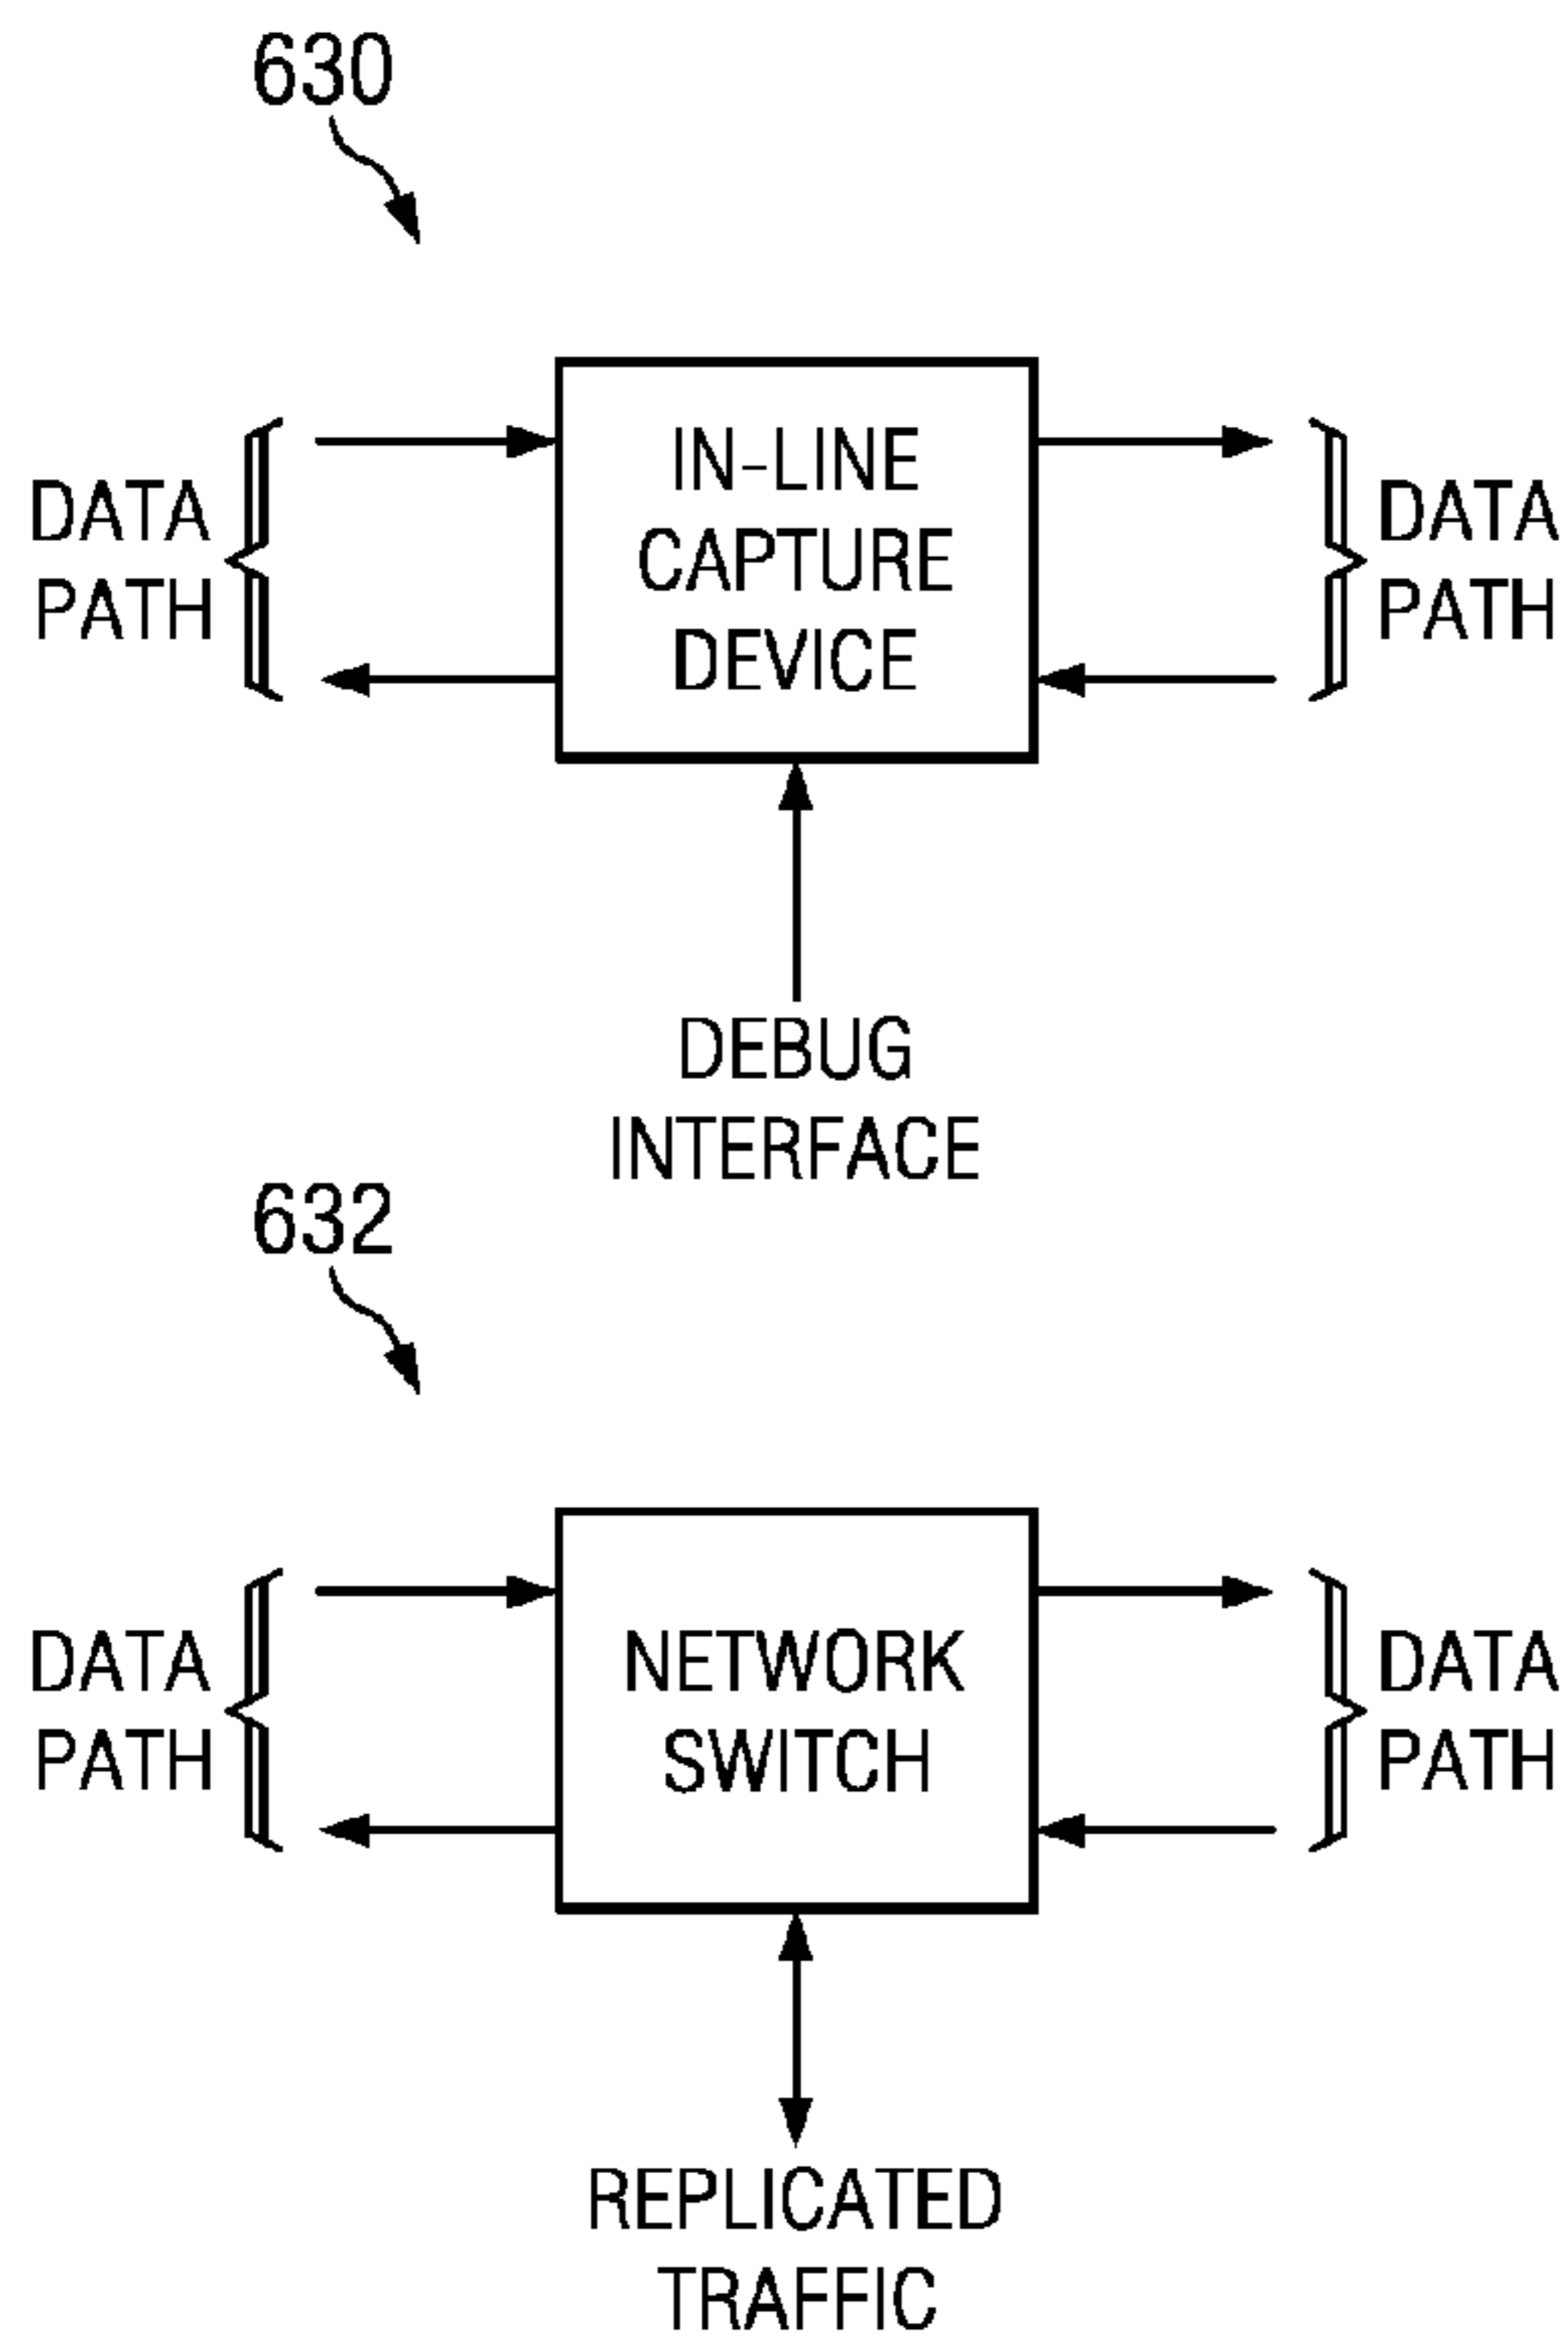 630
IN-LINE
CAPTURE
DEVICE
DATA
PATH
DATA
PATH
DEBUG
INTERFACE
632
NETWORK
SWITCH
DATA
PATH
DATA
PATH
REPLICATED
TRAFFIC